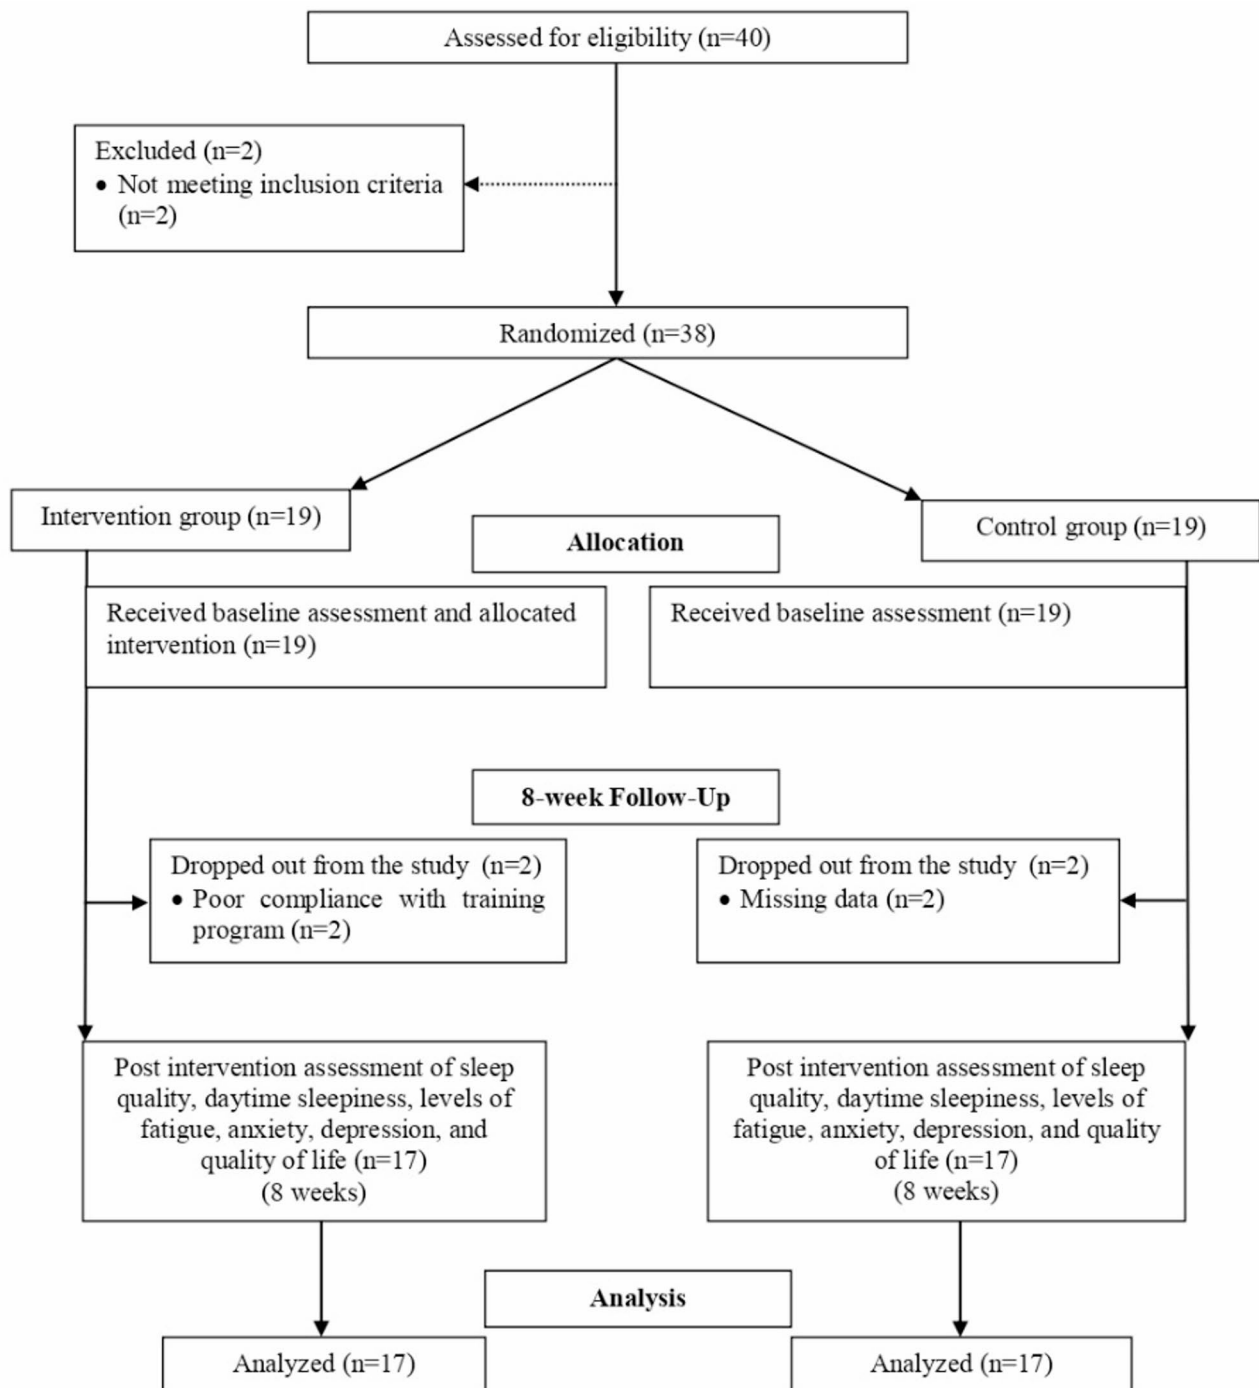 Assessed for eligibility (n=40)
Excluded (n=2)
• Not meeting inclusion criteria
(n=2)
Randomized (n=38)
Intervention group (n=19)
Control group (n=19)
Allocation
Received baseline assessment and allocated
intervention (n=19)
Received baseline assessment (n=19)
8-week Follow-Up
Dropped out from the study (n=2)
• Poor compliance with training
program (n=2)
Dropped out from the study (n=2)
• Missing data (n=2)
Post intervention assessment of sleep
quality, daytime sleepiness, levels of
fatigue, anxiety, depression, and
quality of life (n=17)
(8 weeks)
Post intervention assessment of sleep
quality, daytime sleepiness, levels of
fatigue, anxiety, depression, and quality
of life (n=17)
(8 weeks)
Analysis
Analyzed (n=17)
Analyzed (n=17)